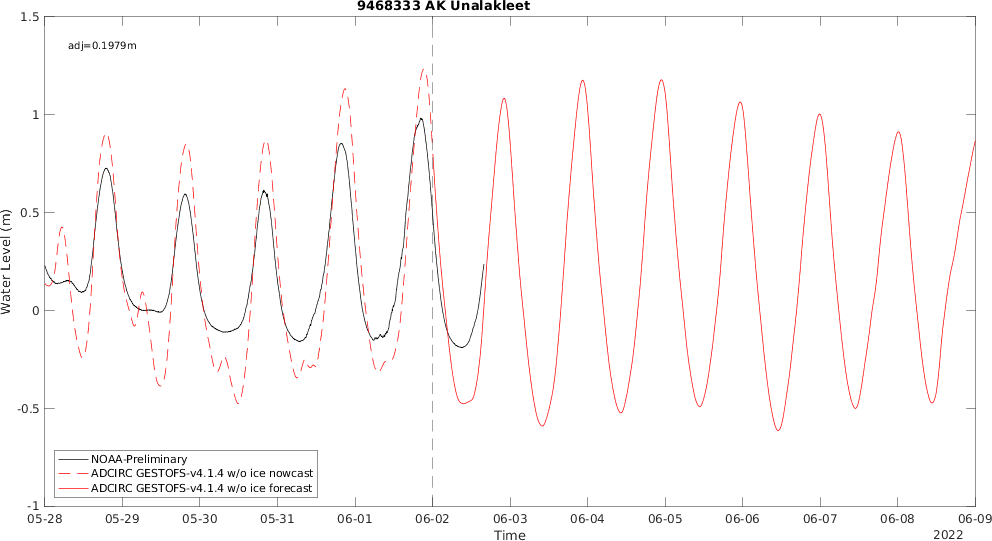 9468333 AK Unalakleet
adj=0.1979m
Water Level (m)
1.5
1
0.5
0
-0.5
-1
NOAA-Preliminary
ADCIRC GESTOFS-v4.1.4 w/o ice nowcast
ADCIRC GESTOFS-v4.1.4 w/o ice forecast
05-28 05-29 05-30 05-31 06-01 06-02 06-03 06-04 06-05 06-06 06-07 06-08 06-09
Time
2022